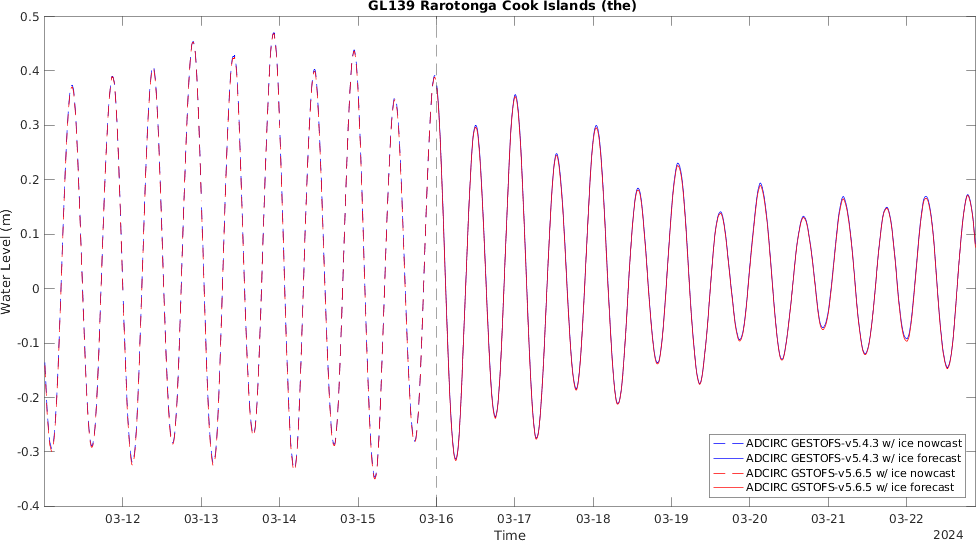 GL139 Rarotonga Cook Islands (the)
Water Level (m)
0.5
0.4
0.3
0.2
0.1
0
-0.1
-0.2
-0.3
-0.4
ADCIRC GESTOFS-v5.4.3 w/ ice nowcast
ADCIRC GESTOFS-v5.4.3 w/ ice forecast
ADCIRC GSTOFS-v5.6.5 w/ ice nowcast
ADCIRC GSTOFS-v5.6.5 w/ ice forecast
03-12 03-13 03-14 03-15 03-16 03-17 03-18 03-19 03-20 03-21 03-22
Time
2024